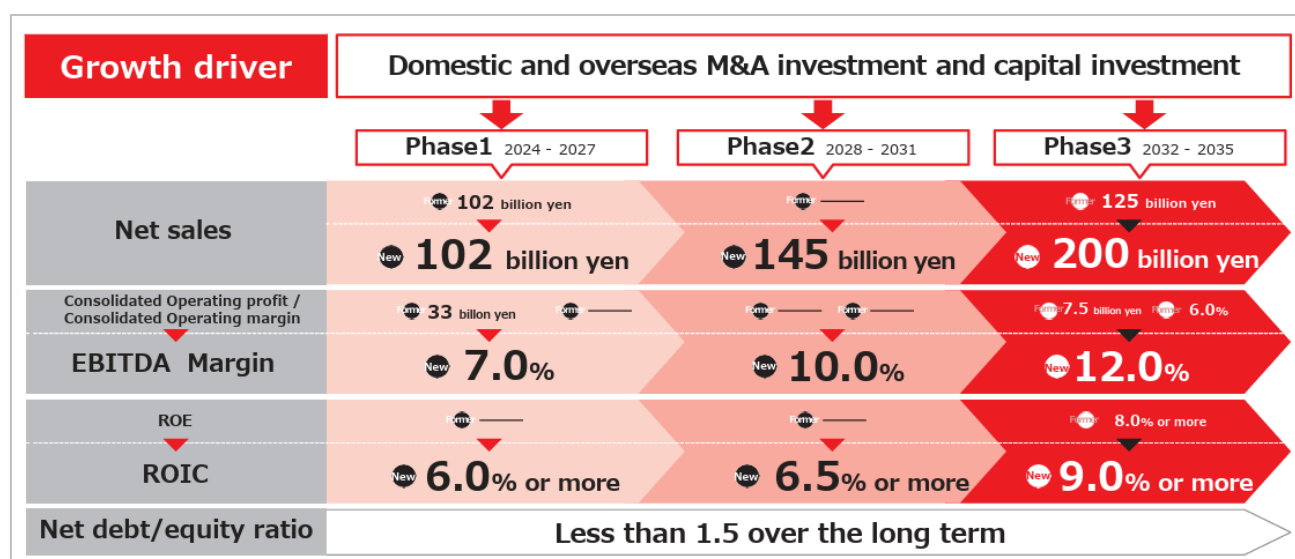 Growth driver
Domestic and overseas M&A investment and capital investment
Phase1 2024 - 2027
Phase2 2028 - 2031
Phase3 2032 - 2035
Net sales
Former 102 billion yen
Former ———
Former 125 billion yen
New 102 billion yen
New 145 billion yen
New 200 billion yen
Consolidated Operating profit /
Consolidated Operating margin
Former 33 billon yen Former ———
Former ——— Former ———
Former 7.5 billion yen Former 6.0%
EBITDA Margin
New 7.0%
New 10.0%
New 12.0%
ROE
Former ———
Former ———
Former 8.0% or more
ROIC
New 6.0% or more
New 6.5% or more
New 9.0% or more
Net debt/equity ratio
Less than 1.5 over the long term